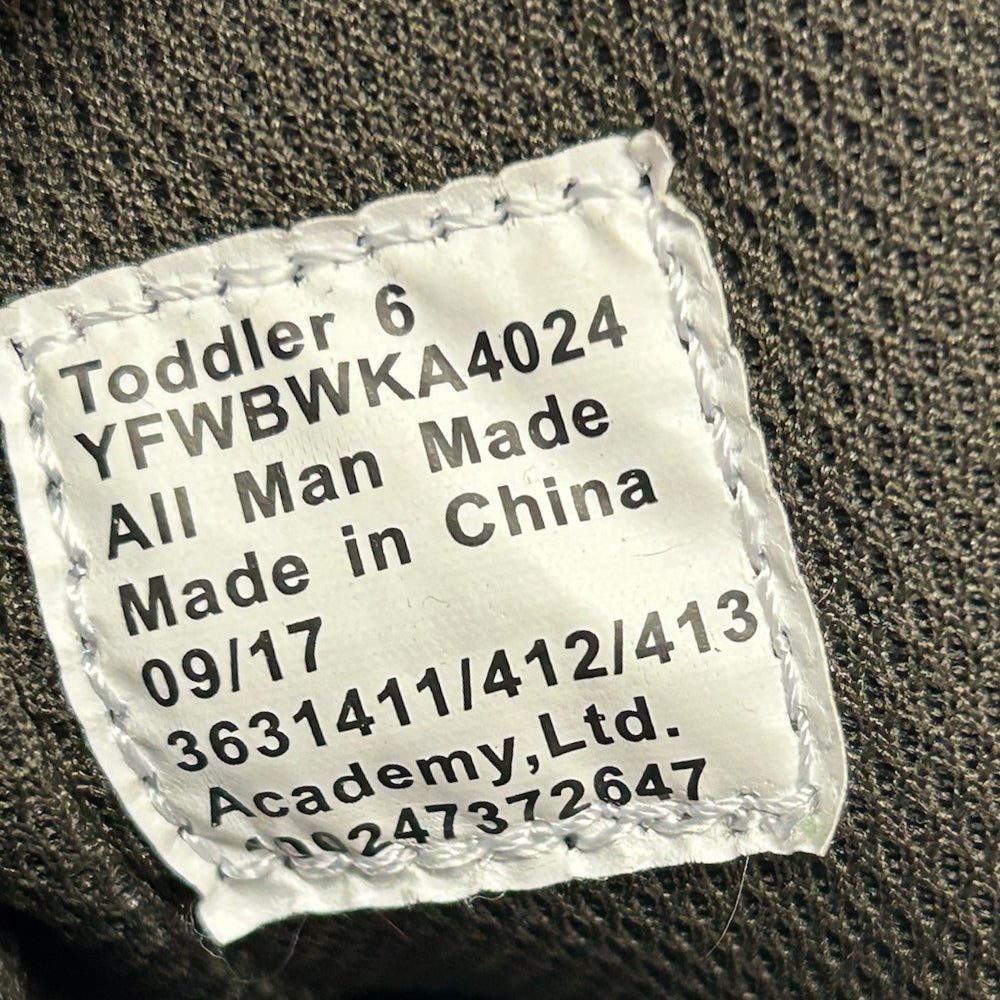 Toddler 6
YFWBWKA4024
All Man Made
Made in China
09/17
3631411/412/413
Academy,Ltd.